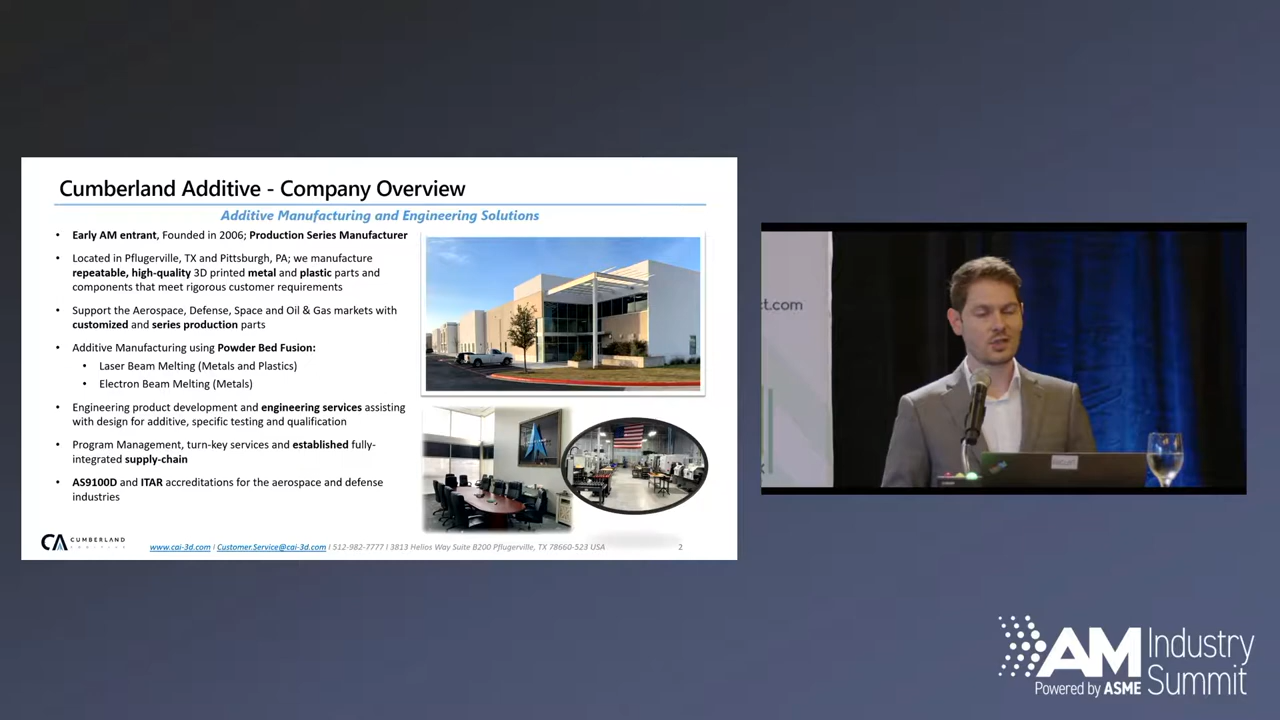 Cumberland Additive - Company Overview
Additive Manufacturing and Engineering Solutions
• Early AM entrant, Founded in 2006; Production Series Manufacturer
• Located in Pflugerville, TX and Pittsburgh, PA; we manufacture
repeatable, high-quality 3D printed metal and plastic parts and
components that meet rigorous customer requirements
• Support the Aerospace, Defense, Space and Oil & Gas markets with
customized and series production parts
• Additive Manufacturing using Powder Bed Fusion:
• Laser Beam Melting (Metals and Plastics)
• Electron Beam Melting (Metals)
• Engineering product development and engineering services assisting
with design for additive, specific testing and qualification
• Program Management, turn-key services and established fully-
integrated supply-chain
• AS9100D and ITAR accreditations for the aerospace and defense
industries
CA CUMBERLAND
ADDITIVE
www.cai-3d.com I Customer.Service@cai-3d.com I 512-982-7777 I 3813 Helios Way Suite B200 Pflugerville, TX 78660-523 USA
2
ct.com
AM Industry
Summit
Powered by ASME